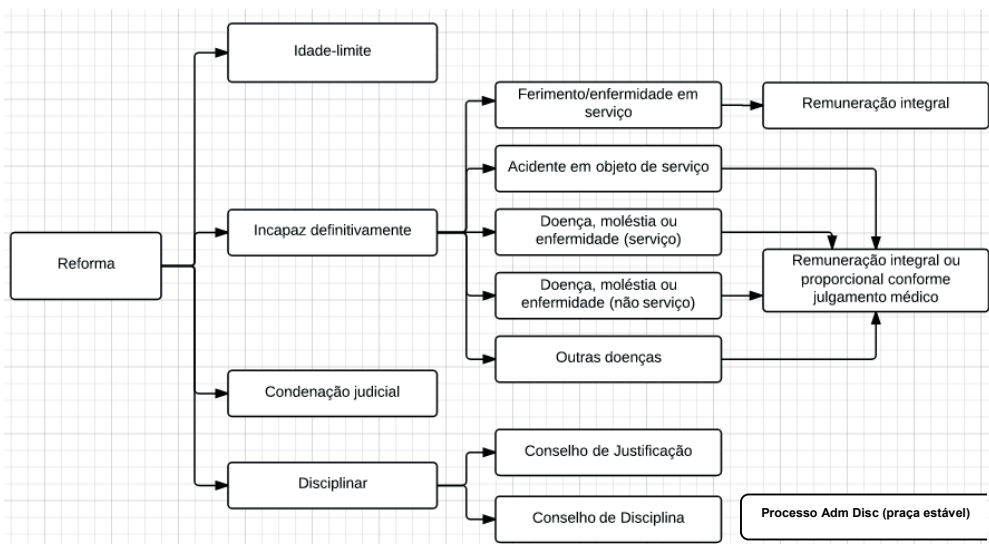 Idade-limite
Ferimento/enfermidade em
serviço
Remuneração integral
Acidente em objeto de serviço
Reforma
Incapaz definitivamente
Doença, moléstia ou
enfermidade (serviço)
Remuneração integral ou
proporcional conforme
julgamento médico
Doença, moléstia ou
enfermidade (não serviço)
Outras doenças
Condenação judicial
Disciplinar
Conselho de Justificação
Conselho de Disciplina
Processo Adm Disc (praça estável)